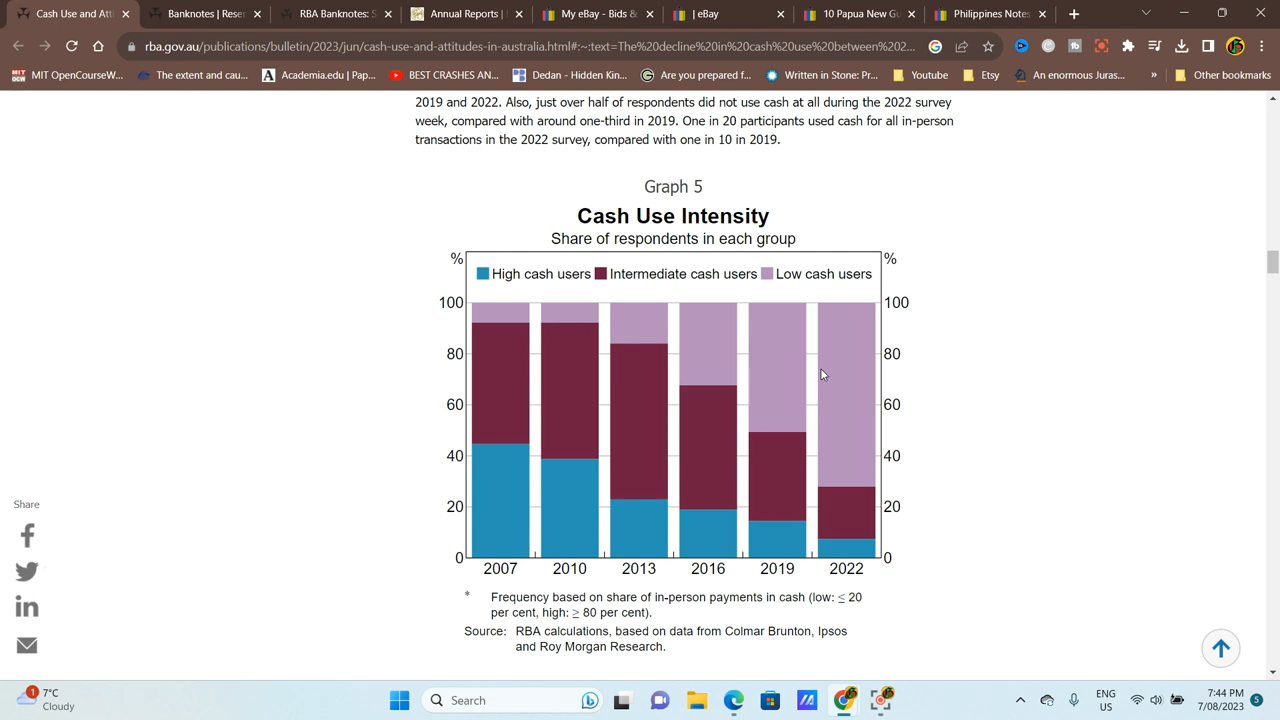 Cash Use and Atti
Banknotes | Rese
RBA Banknotes: S
Annual Reports |
My eBay - Bids &
| eBay
10 Papua New Gu
Philippines Notes
rba.gov.au/publications/bulletin/2023/jun/cash-use-and-attitudes-in-australia.html#:~:text=The%20decline%20in%20cash%20use%20between%202...
MIT OpenCourseW...
The extent and cau...
Academia.edu | Pap...
BEST CRASHES AN...
Dedan - Hidden Kin...
Are you prepared f...
Written in Stone: Pr...
Youtube
Etsy
An enormous Juras...
»
Other bookmarks
2019 and 2022. Also, just over half of respondents did not use cash at all during the 2022 survey
week, compared with around one-third in 2019. One in 20 participants used cash for all in-person
transactions in the 2022 survey, compared with one in 10 in 2019.
Graph 5
Cash Use Intensity
Share of respondents in each group
% %
High cash users Intermediate cash users Low cash users
100 100
80 80
60 60
40 40
20 20
0 0
2007 2010 2013 2016 2019 2022
* Frequency based on share of in-person payments in cash (low: ≤ 20
per cent, high: ≥ 80 per cent).
Source: RBA calculations, based on data from Colmar Brunton, Ipsos
and Roy Morgan Research.
Share
1
7°C
Cloudy
Search
ENG
US
7:44 PM
7/08/2023
5